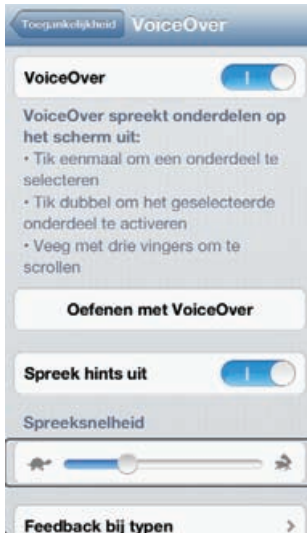 Toegankelijkheid VoiceOver
VoiceOver
VoiceOver spreekt onderdelen op
het scherm uit:
• Tik eenmaal om een onderdeel te
selecteren
• Tik dubbel om het geselecteerde
onderdeel te activeren
• Veeg met drie vingers om te
scrollen
Oefenen met VoiceOver
Spreek hints uit
Spreeksnelheid
Feedback bij typen